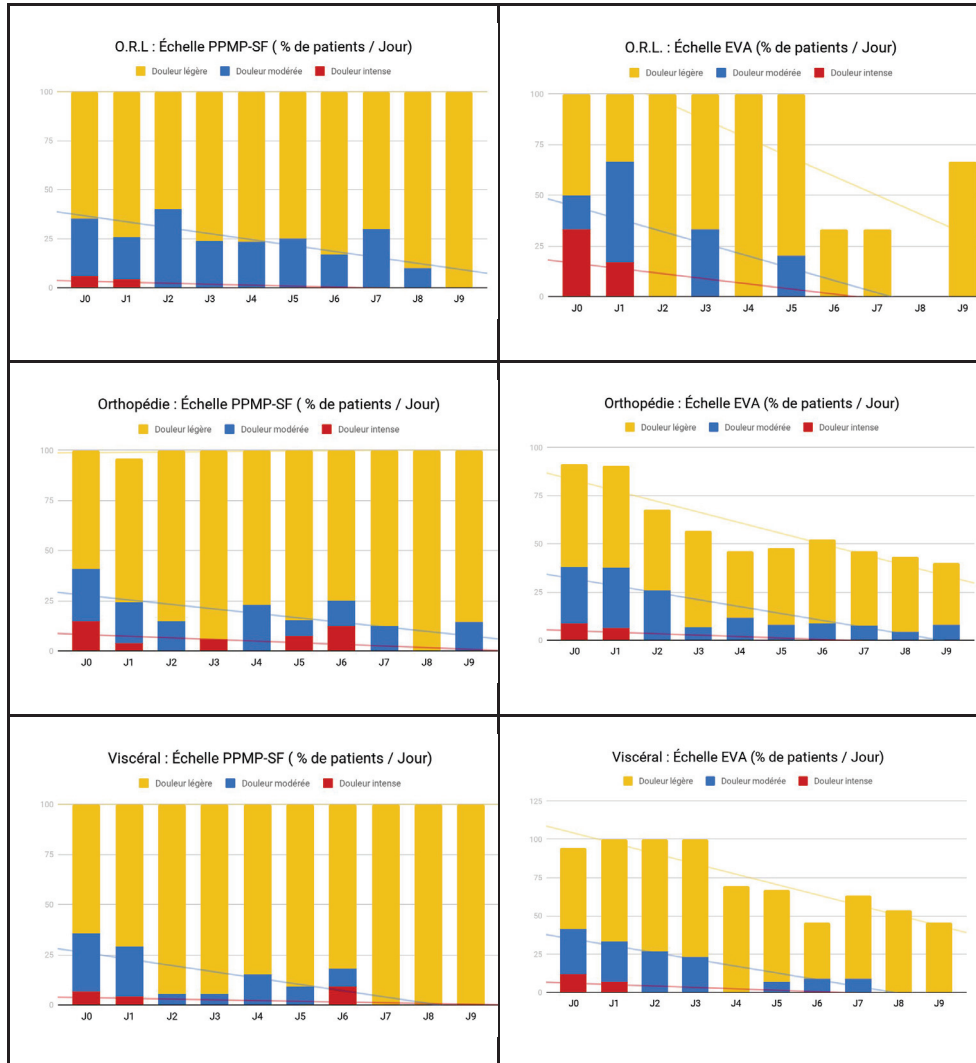 O.R.L : Échelle PPMP-SF ( % de patients / Jour)
Douleur légère Douleur modérée Douleur intense
100
75
50
25
0
J0 J1 J2 J3 J4 J5 J6 J7 J8 J9
O.R.L. : Échelle EVA (% de patients / Jour)
Douleur légère Douleur modérée Douleur intense
100
75
50
25
0
J0 J1 J2 J3 J4 J5 J6 J7 J8 J9
Orthopédie : Échelle PPMP-SF ( % de patients / Jour)
Douleur légère Douleur modérée Douleur intense
100
75
50
25
0
J0 J1 J2 J3 J4 J5 J6 J7 J8 J9
Orthopédie : Échelle EVA (% de patients / Jour)
Douleur légère Douleur modérée Douleur intense
100
75
50
25
0
J0 J1 J2 J3 J4 J5 J6 J7 J8 J9
Viscéral : Échelle PPMP-SF ( % de patients / Jour)
Douleur légère Douleur modérée Douleur intense
100
75
50
25
0
J0 J1 J2 J3 J4 J5 J6 J7 J8 J9
Viscéral : Échelle EVA (% de patients / Jour)
Douleur légère Douleur modérée Douleur intense
125
100
75
50
25
0
J0 J1 J2 J3 J4 J5 J6 J7 J8 J9